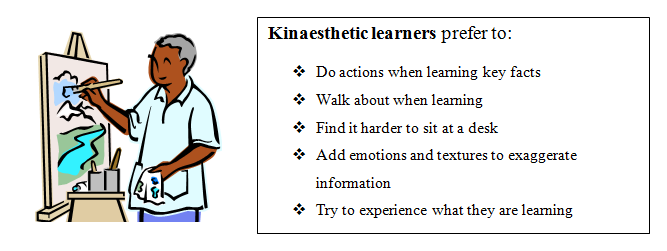 Kinaesthetic learners prefer to:
❖ Do actions when learning key facts
❖ Walk about when learning
❖ Find it harder to sit at a desk
❖ Add emotions and textures to exaggerate
information
❖ Try to experience what they are learning